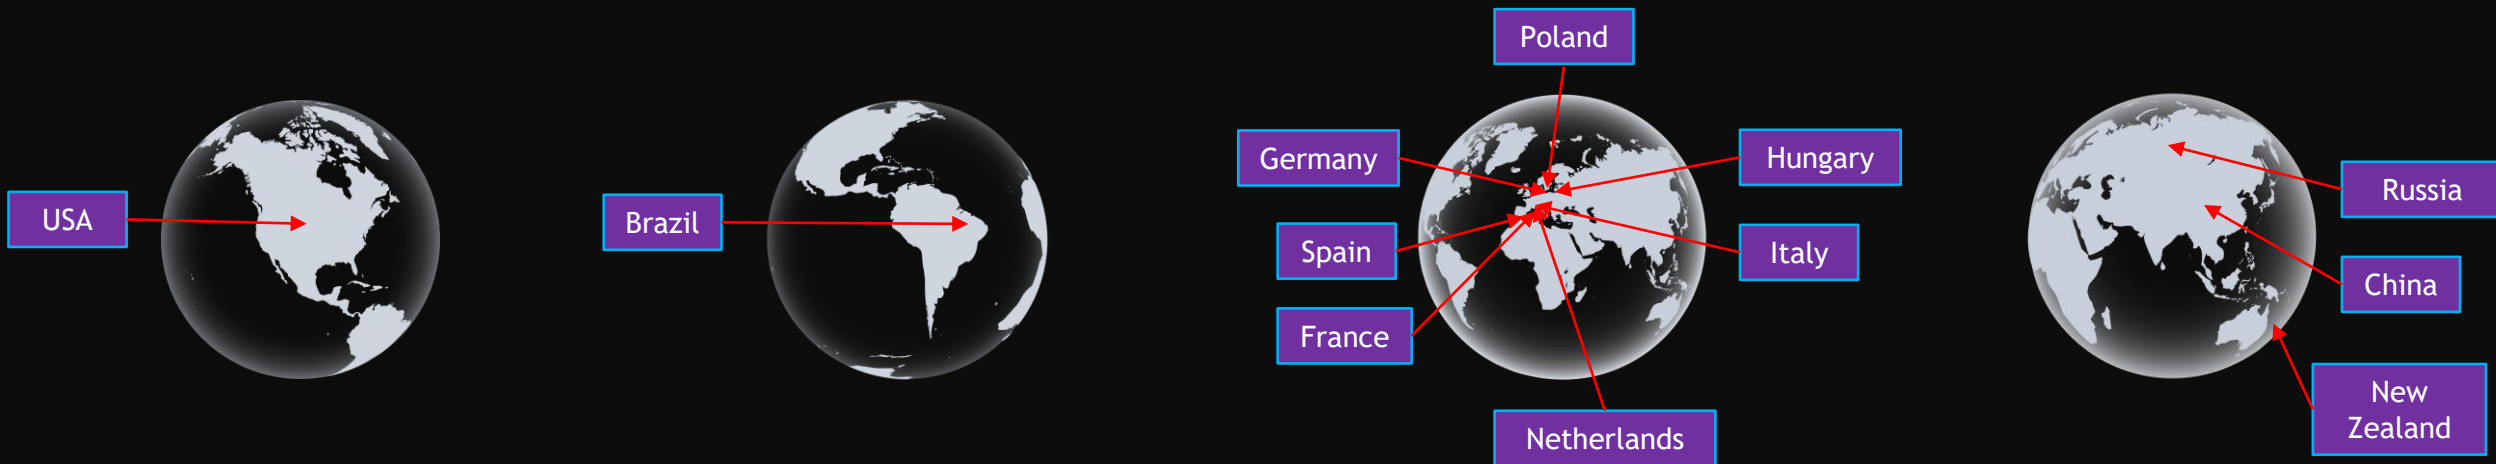 Poland
Germany
Hungary
USA
Brazil
Russia
Spain
Italy
China
France
New
Zealand
Netherlands